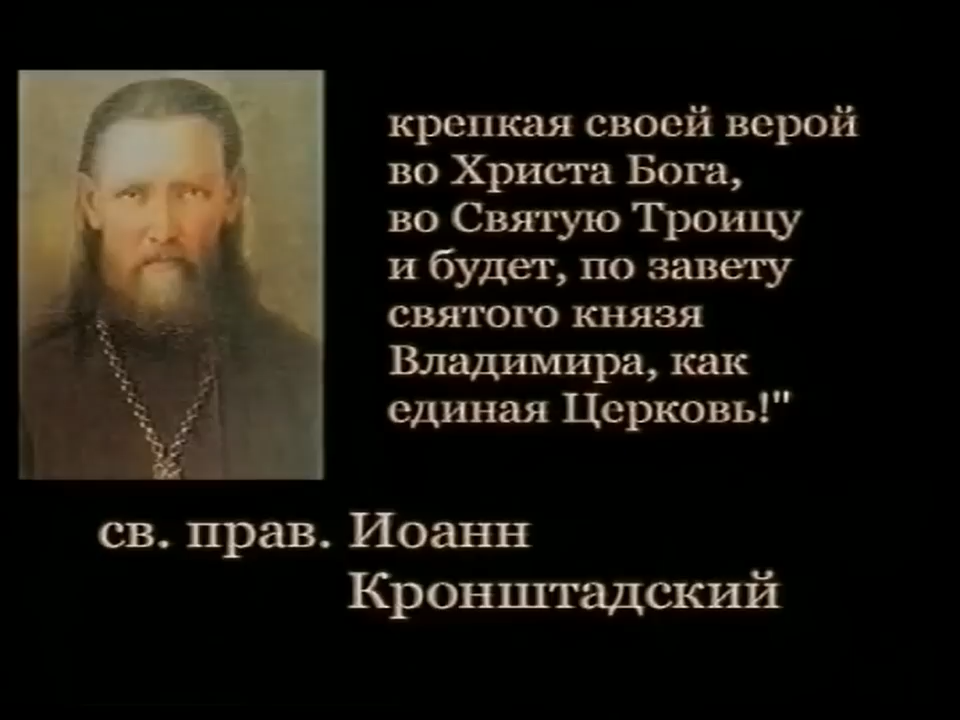 крепкая своей верой
во Христа Бога,
во Святую Троицу
и будет, по завету
святого князя
Владимира, как
единая Церковь!"
св. прав. Иоанн
Кронштадский